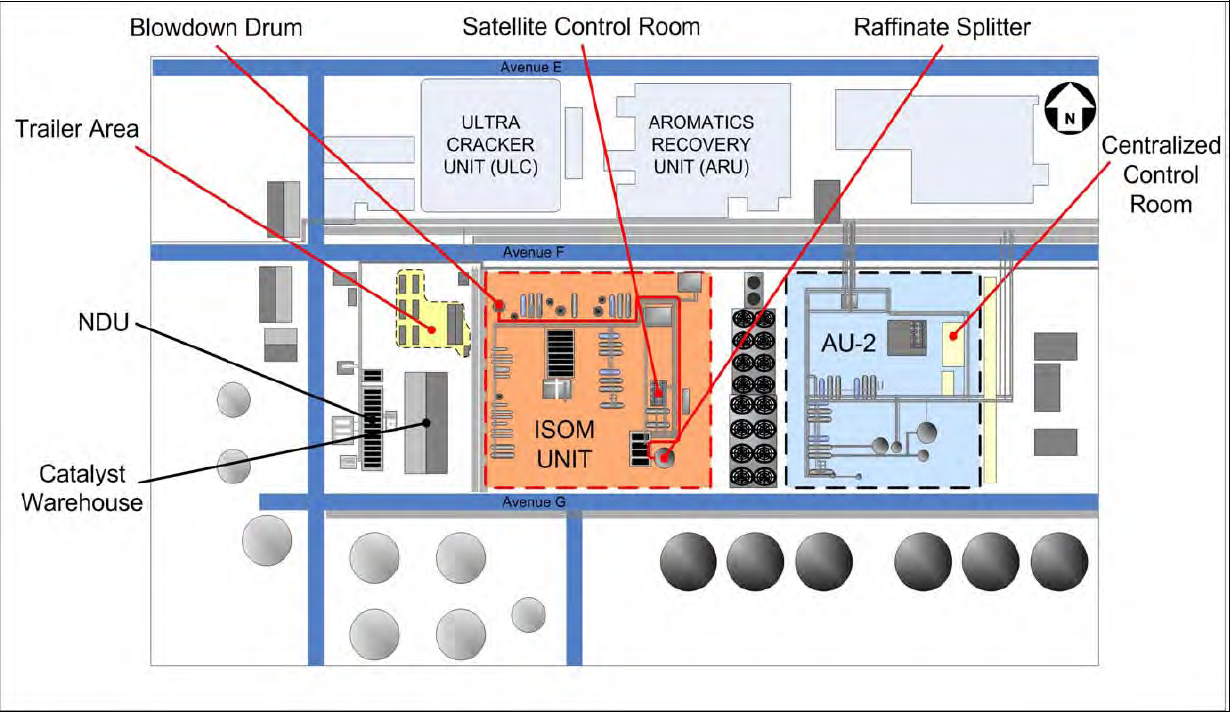 Blowdown Drum
Satellite Control Room
Raffinate Splitter
Avenue E
Trailer Area
ULTRA
CRACKER
UNIT (ULC)
AROMATICS
RECOVERY
UNIT (ARU)
N
Centralized
Control
Room
Avenue F
NDU
AU-2
ISOM
UNIT
Catalyst
Warehouse
Avenue G